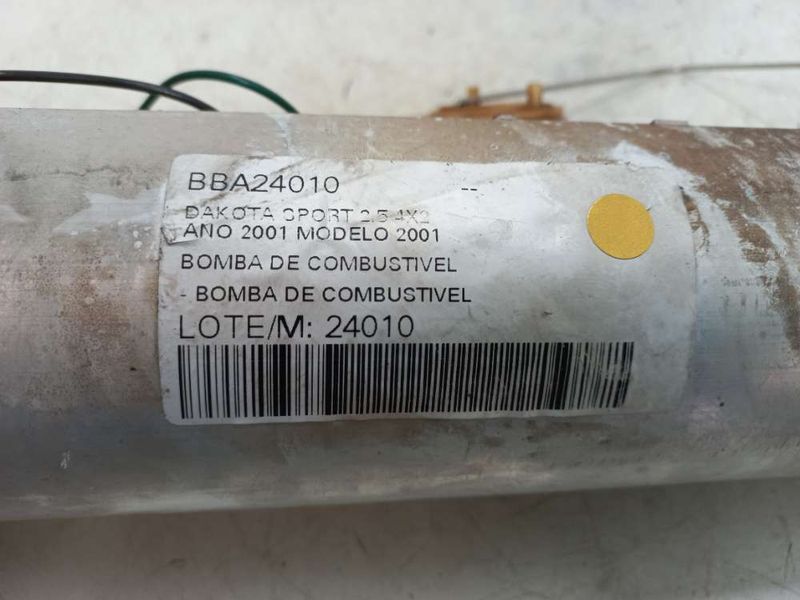 BBA24010 --
DAKOTA SPORT 2.5 4X2
ANO 2001 MODELO 2001
BOMBA DE COMBUSTIVEL
- BOMBA DE COMBUSTIVEL
LOTE/M: 24010